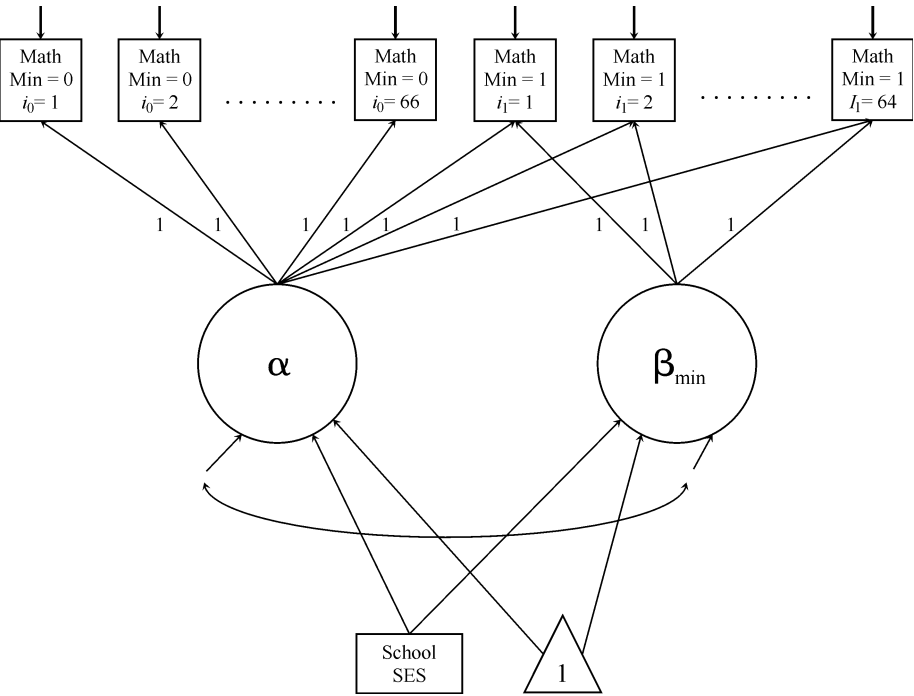 Math
Min = 0
i₀= 1
Math
Min = 0
i₀= 2
. . . . . . . . . .
Math
Min = 0
i₀= 66
Math
Min = 1
i₁= 1
Math
Min = 1
i₁= 2
. . . . . . . . . .
Math
Min = 1
I₁= 64
1 1 1 1 1 1 1 1 1
α
β min
School
SES
1